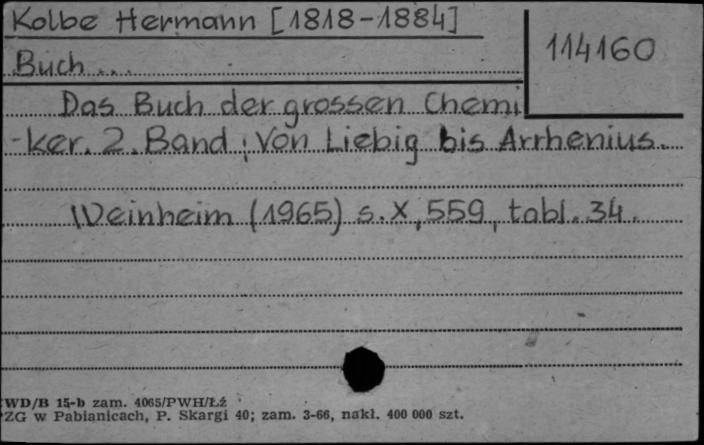 Kolbe Hermann [1818-1884]
114160
Buch...
Das Buch der grossen Chemi
-ker. 2. Band: Von Liebig bis Arrhenius.
Weinheim (1965) s. X, 559, tabl. 34.
WD/B 15-b zam. 4065/PWH/Łż
ZG w Pabianicach, P. Skargi 40; zam. 3-66, nakł. 400 000 szt.